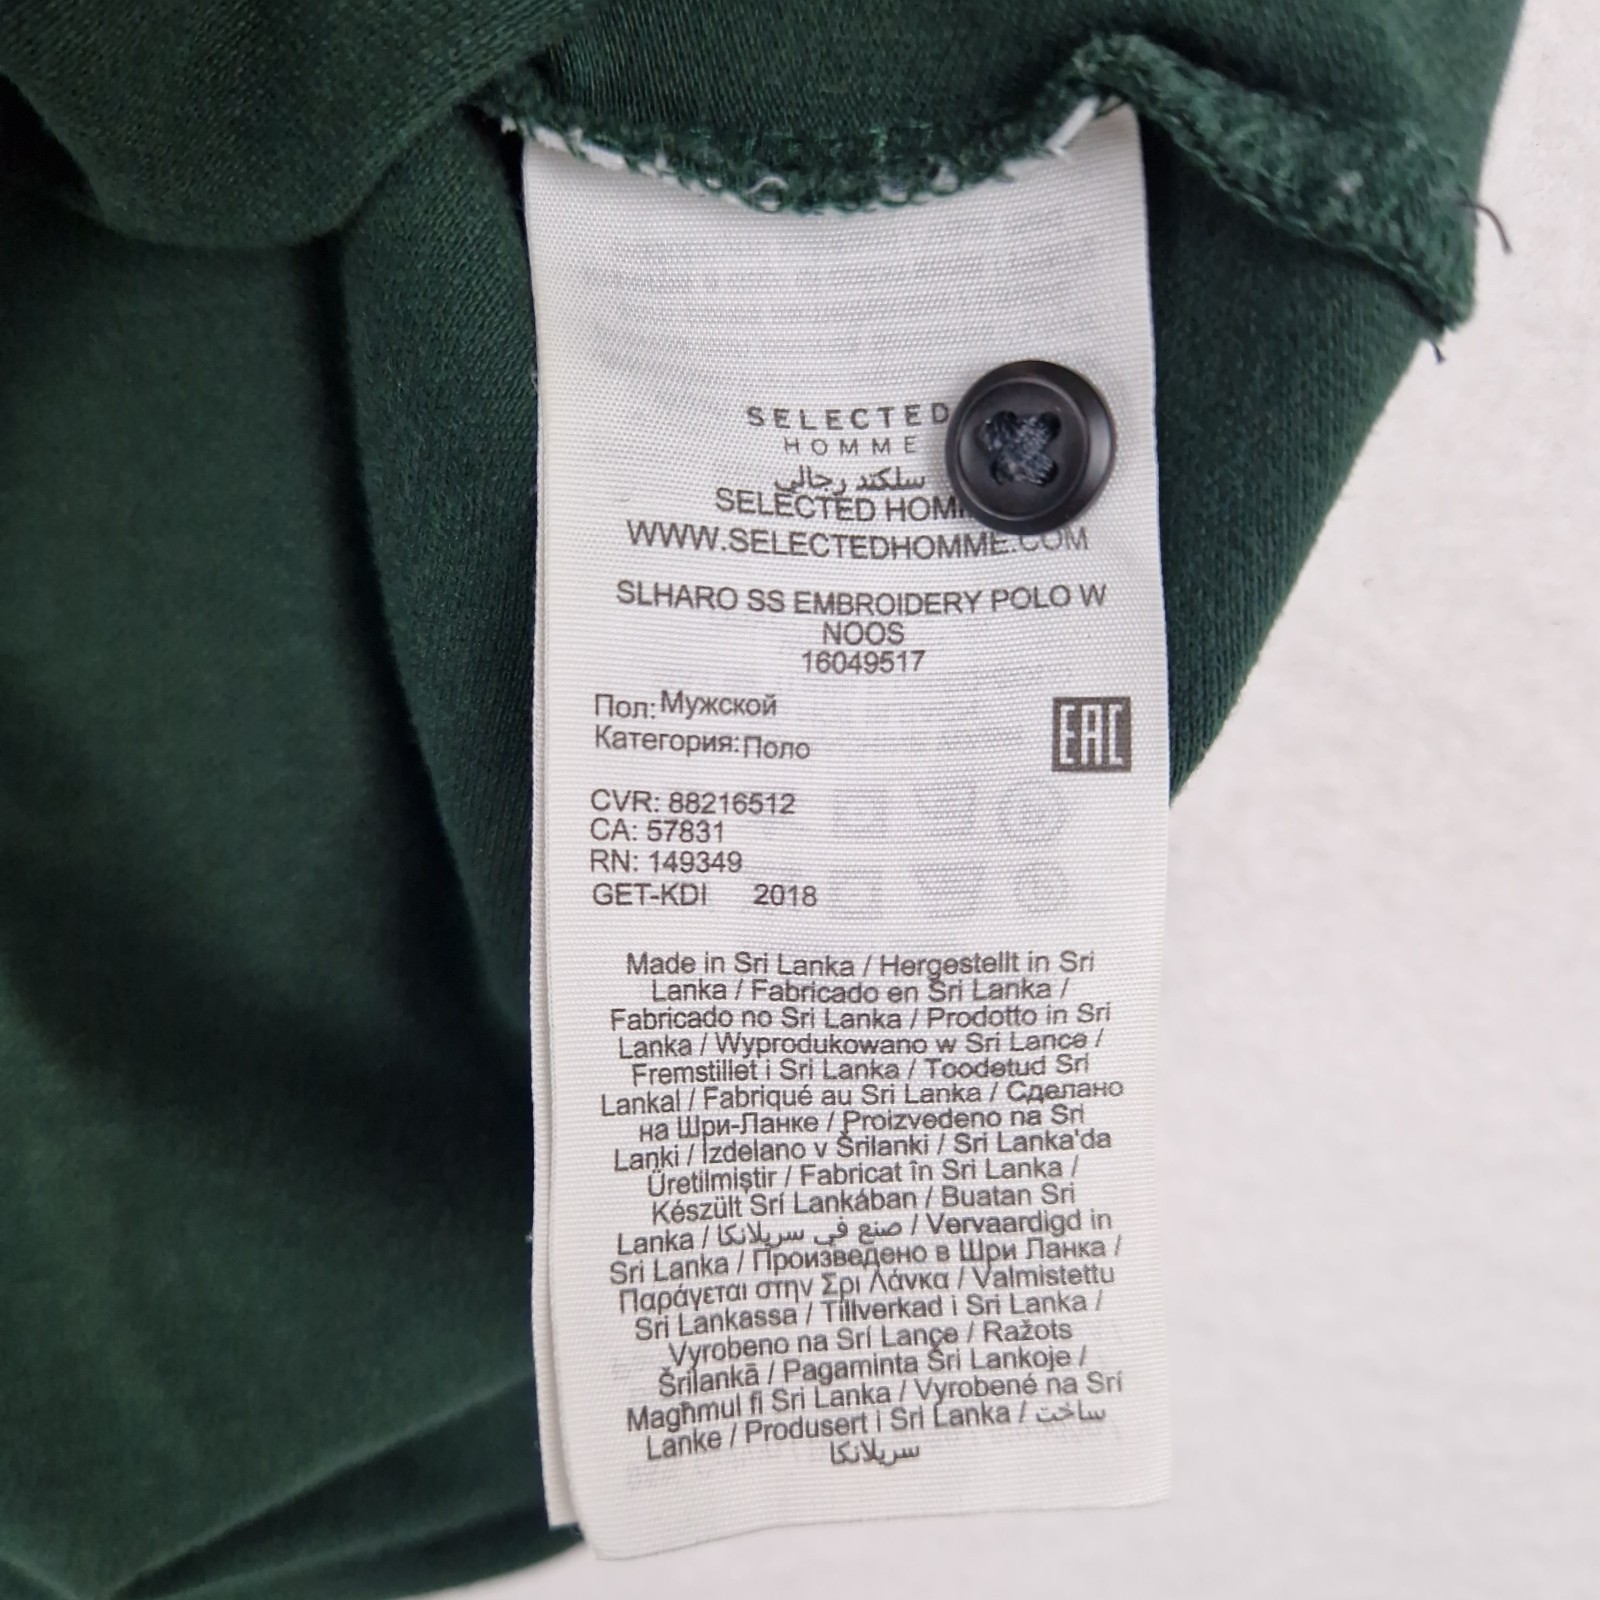 SELECTED
HOMME
سلكتد رجالي
SELECTED
WWW.SELECTEDHOMME.COM
SLHARO SS EMBROIDERY POLO W
NOOS
16049517
Пол: Мужской
Категория: Поло
EAC
CVR: 88216512
CA: 57831
RN: 149349
GET-KDI 2018
Made in Sri Lanka / Hergestellt in Sri
Lanka / Fabricado en Sri Lanka /
Fabricado no Sri Lanka / Prodotto in Sri
Lanka / Wyprodukowano w Sri Lance /
Fremstillet i Sri Lanka / Toodetud Sri
Lankal / Fabriqué au Sri Lanka / Сделано
на Шри-Ланке / Proizvedeno na Sri
Lanki / Izdelano v Šrilanki / Sri Lanka'da
Üretilmiştir / Fabricat în Sri Lanka /
Készült Srí Lankában / Buatan Sri
Lanka / صنع في سريلانكا / Vervaardigd in
Sri Lanka / Произведено в Шри Ланка /
Παράγεται στην Σρι Λάνκα / Valmistettu
Sri Lankassa / Tillverkad i Sri Lanka /
Vyrobeno na Srí Lance / Ražots
Šrilankā / Pagaminta Šri Lankoje /
Magħmul fi Sri Lanka / Vyrobené na Srí
Lanke / Produsert i Sri Lanka / ساخت
سريلانكا